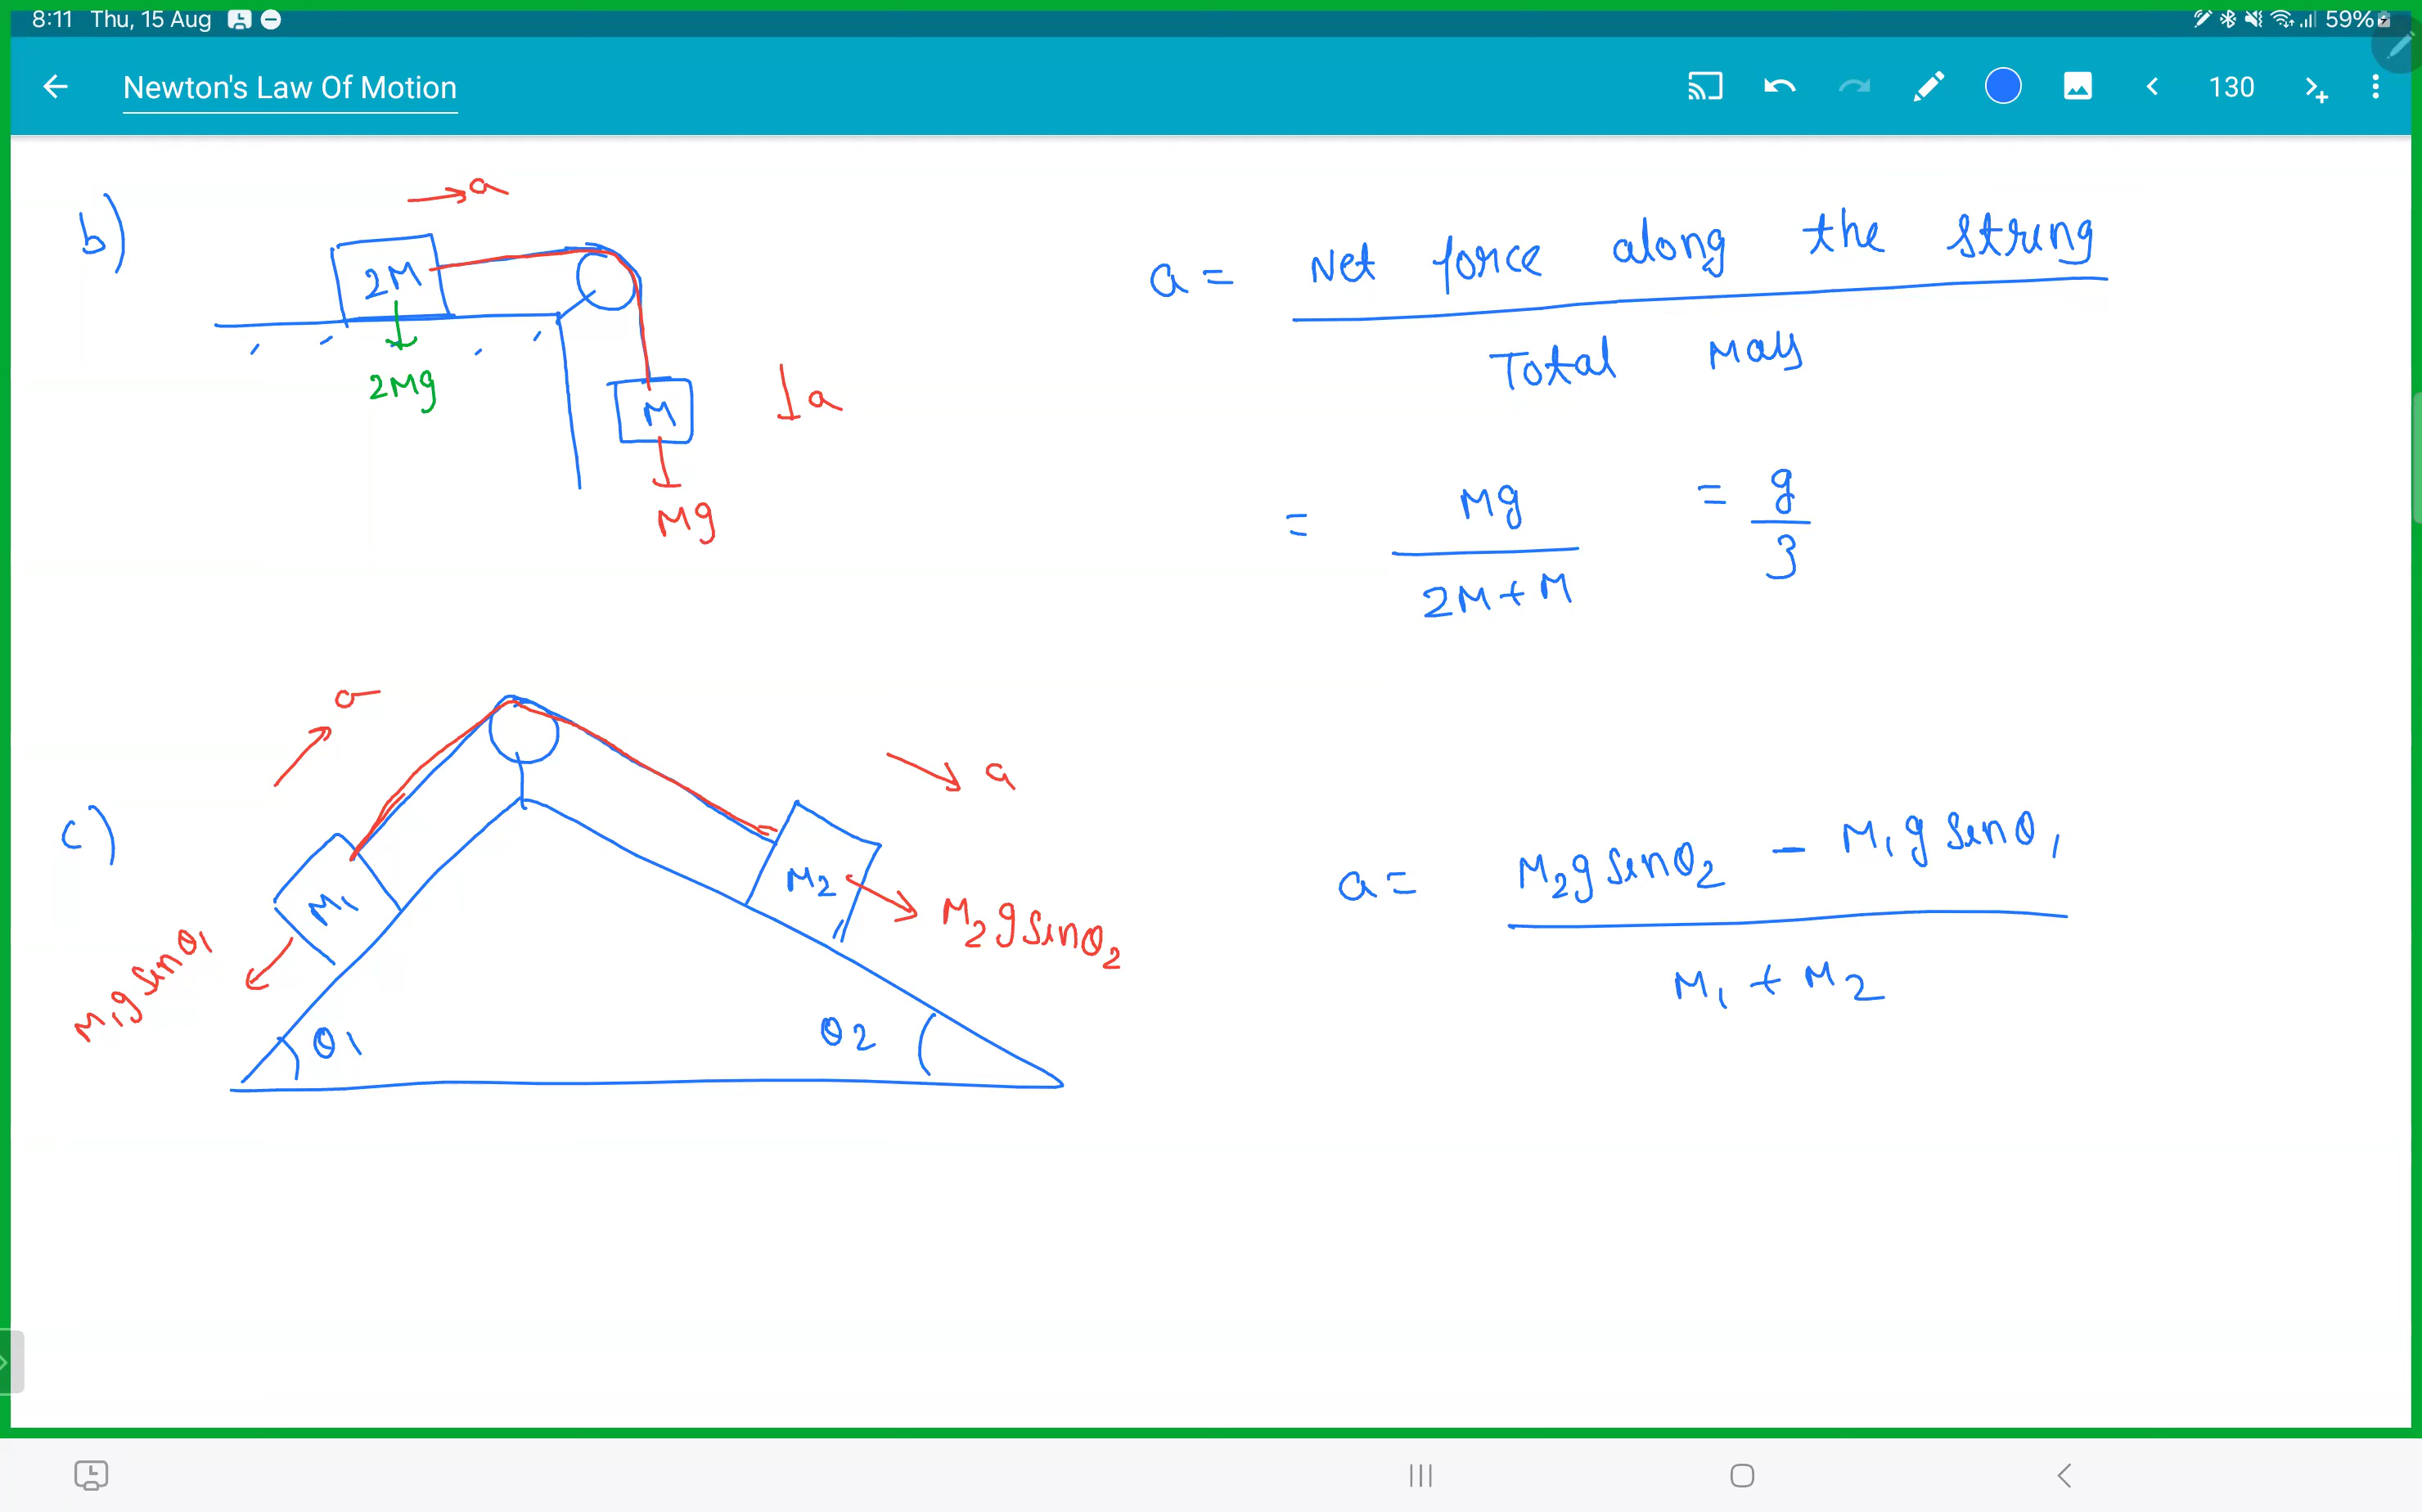 8:11 Thu, 15 Aug
59%
Newton's Law Of Motion
130
b)
a
2M
2Mg
M
a
Mg
a = Net force along the string
Total Mass
= Mg = g
2M + M 3
c)
a
a
M1
M2
M1g sinθ1
M2g sinθ2
θ1
θ2
a = M2g sinθ2 - M1g sinθ1
M1 + M2